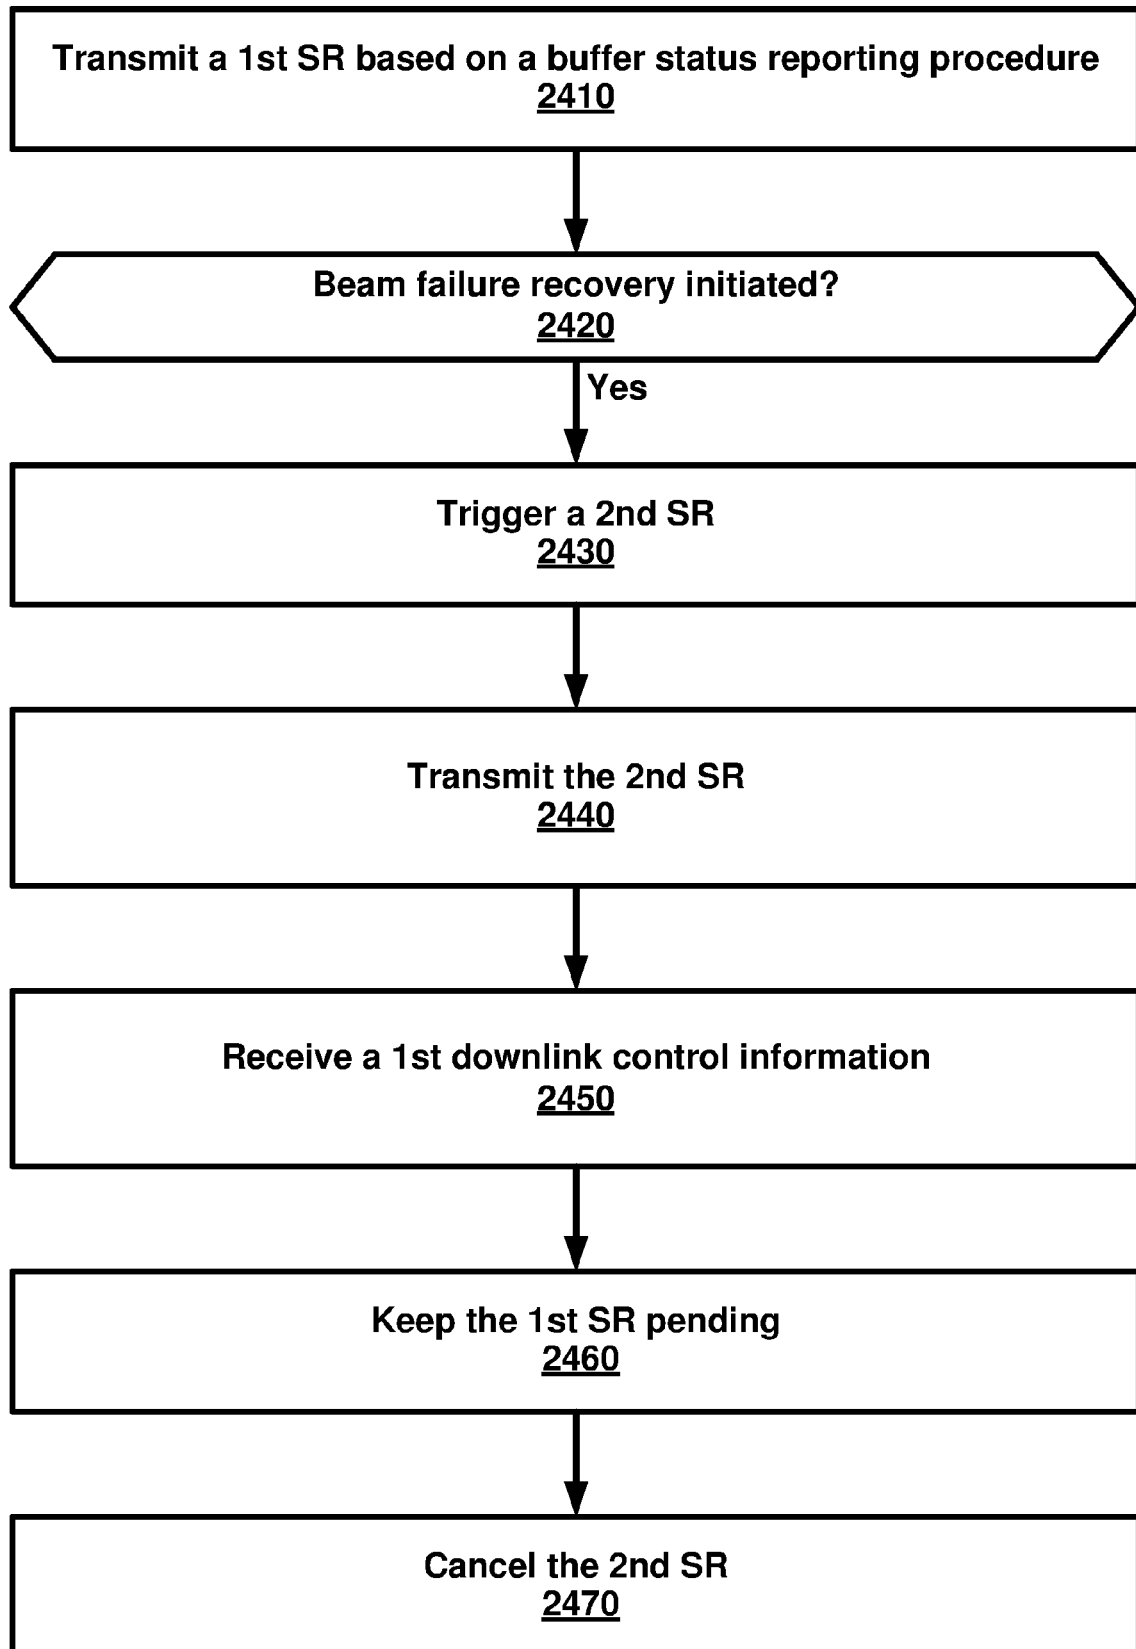 Transmit a 1st SR based on a buffer status reporting procedure
2410
Beam failure recovery initiated?
2420
Yes
Trigger a 2nd SR
2430
Transmit the 2nd SR
2440
Receive a 1st downlink control information
2450
Keep the 1st SR pending
2460
Cancel the 2nd SR
2470